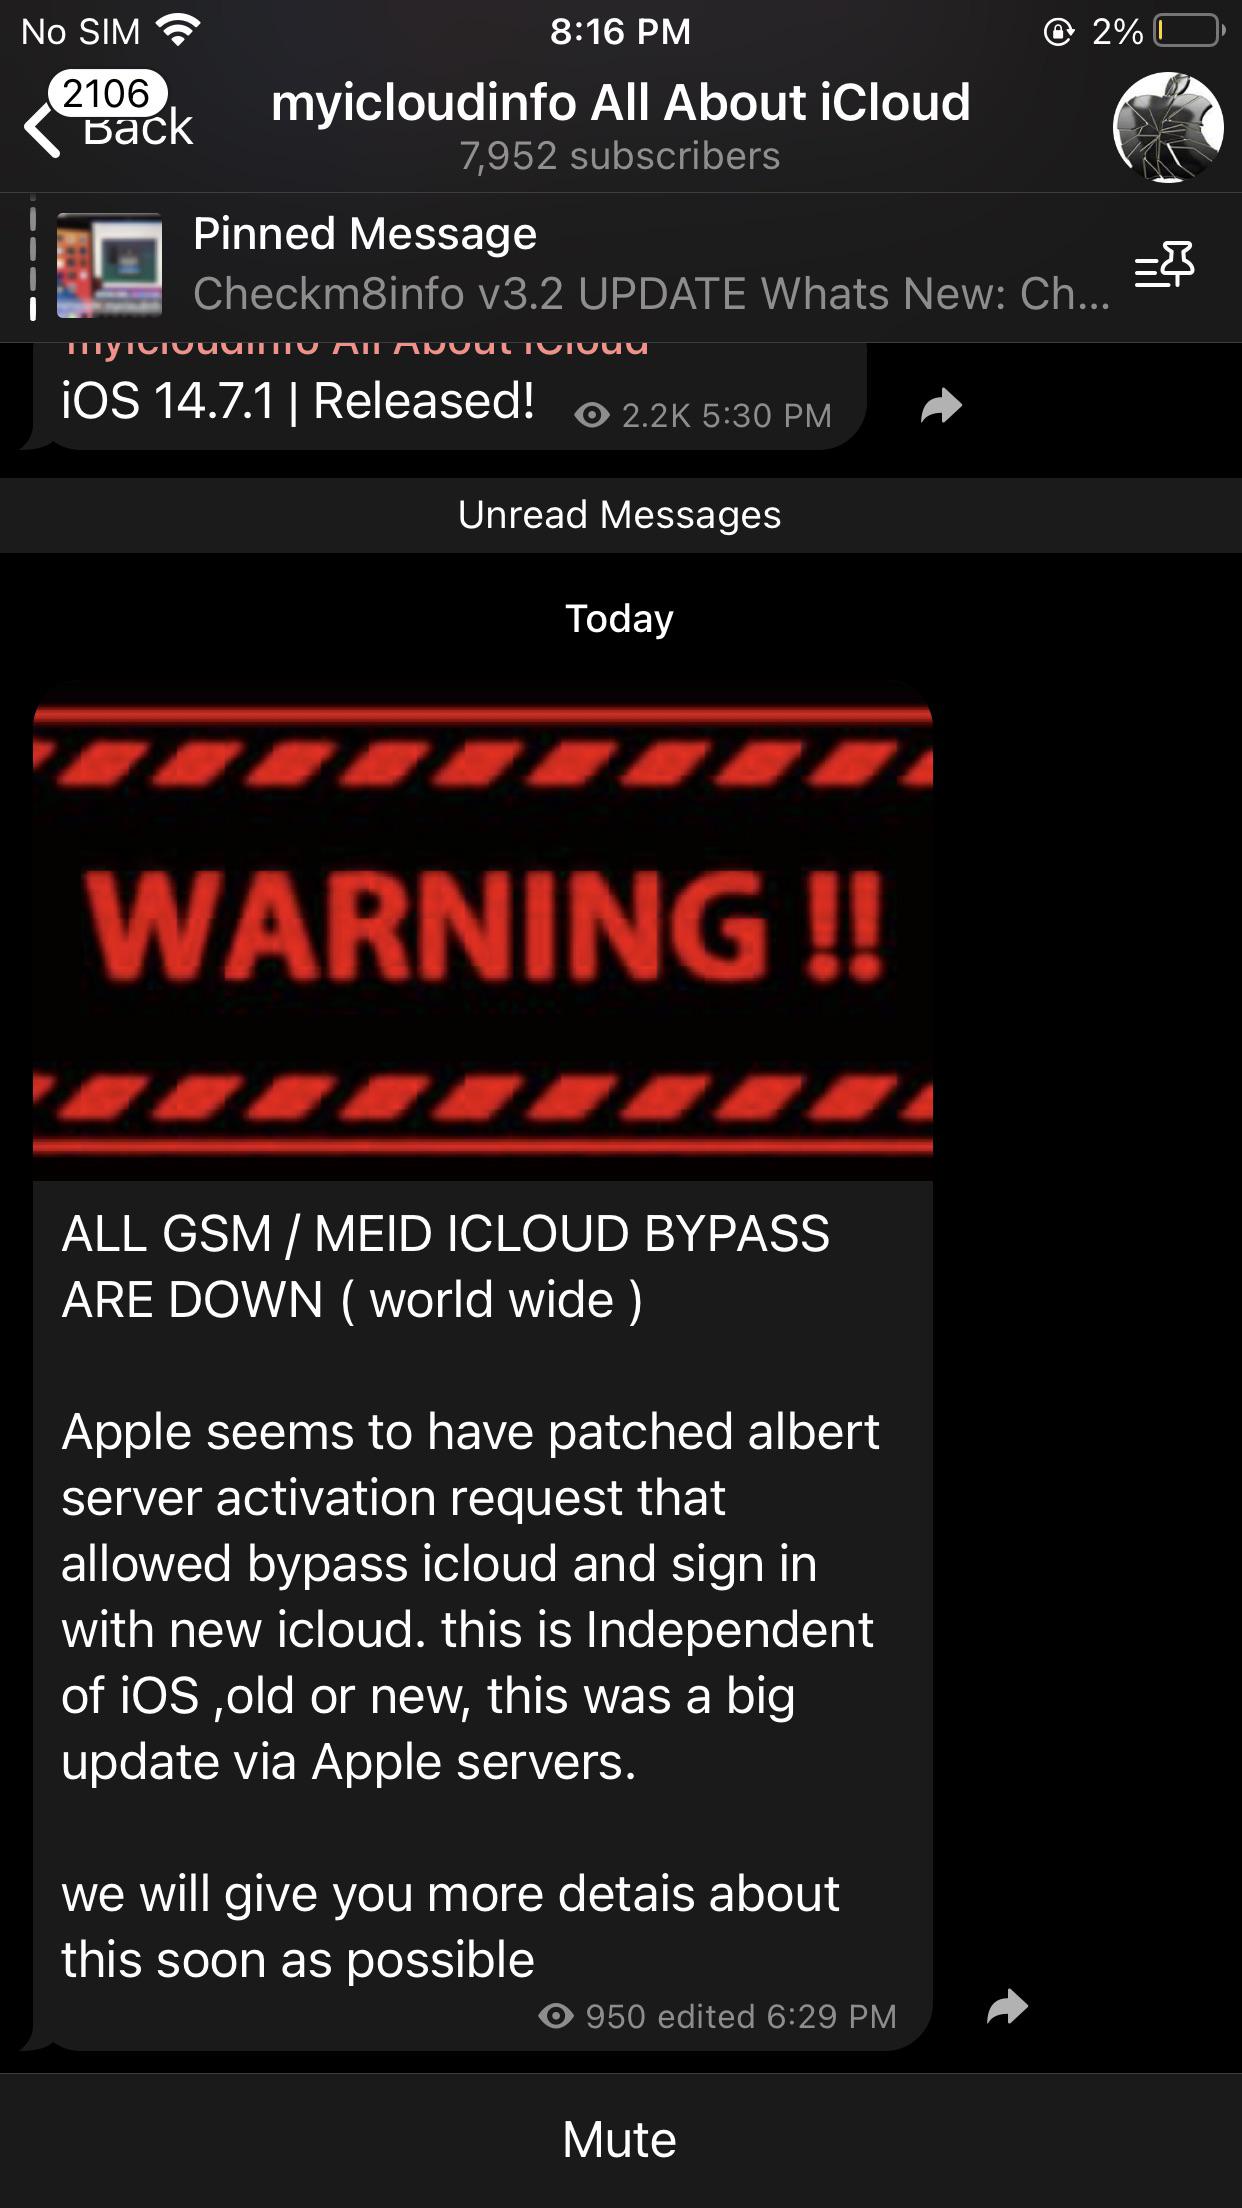 No SIM
8:16 PM
2%
2106
Back
myicloudinfo All About iCloud
7,952 subscribers
Pinned Message
Checkm8info v3.2 UPDATE Whats New: Ch...
myicloudinfo All About iCloud
iOS 14.7.1 | Released!
2.2K 5:30 PM
Unread Messages
Today
WARNING !!
ALL GSM / MEID ICLOUD BYPASS
ARE DOWN ( world wide )
Apple seems to have patched albert
server activation request that
allowed bypass icloud and sign in
with new icloud. this is Independent
of iOS ,old or new, this was a big
update via Apple servers.
we will give you more detais about
this soon as possible
950 edited 6:29 PM
Mute